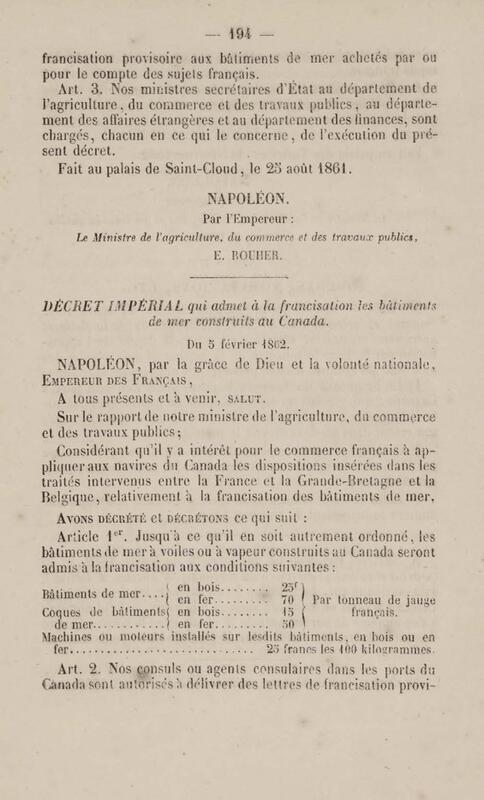 — 194 —
francisation provisoire aux bâtiments de mer achetés par ou
pour le compte des sujets français.
Art. 3. Nos ministres secrétaires d'État au département de
l'agriculture, du commerce et des travaux publics, au départe-
ment des affaires étrangères et au département des finances, sont
chargés, chacun en ce qui le concerne, de l'exécution du pré-
sent décret.
Fait au palais de Saint-Cloud, le 25 août 1861.
NAPOLÉON.
Par l'Empereur :
Le Ministre de l'agriculture, du commerce et des travaux publics,
E. ROUHER.
DÉCRET IMPÉRIAL qui admet à la francisation les bâtiments
de mer construits au Canada.
Du 5 février 1862.
NAPOLÉON, par la grâce de Dieu et la volonté nationale,
EMPEREUR DES FRANÇAIS,
A tous présents et à venir, SALUT.
Sur le rapport de notre ministre de l'agriculture, du commerce
et des travaux publics;
Considérant qu'il y a intérêt pour le commerce français à ap-
pliquer aux navires du Canada les dispositions insérées dans les
traités intervenus entre la France et la Grande-Bretagne et la
Belgique, relativement à la francisation des bâtiments de mer,
AVONS DÉCRÉTÉ et DÉCRÉTONS ce qui suit :
Article 1er. Jusqu'à ce qu'il en soit autrement ordonné, les
bâtiments de mer à voiles ou à vapeur construits au Canada seront
admis à la francisation aux conditions suivantes :
Bâtiments de mer.... { en bois........ 25f
en fer......... 70 } Par tonneau de jauge
Coques de bâtiments { en bois........ 15 français.
de mer............. en fer......... 50
Machines ou moteurs installés sur lesdits bâtiments, en bois ou en
fer.............................. 25 francs les 100 kilogrammes.
Art. 2. Nos consuls ou agents consulaires dans les ports du
Canada sont autorisés à délivrer des lettres de francisation provi-